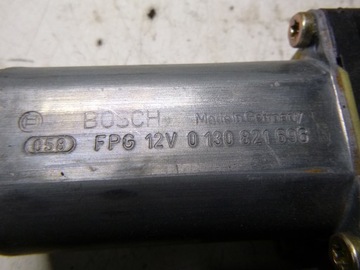 BOSCH Made in Germany
058 FPG 12V 0 130 821 696